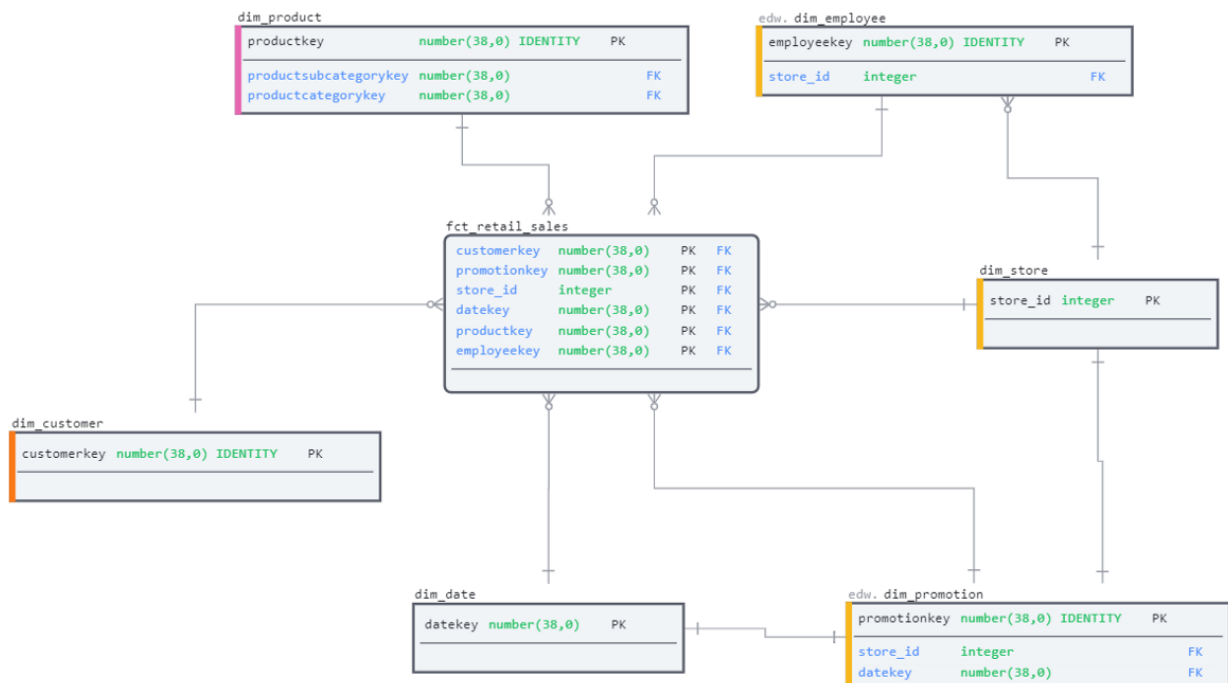 dim_product
productkey number(38,0) IDENTITY PK
productsubcategorykey number(38,0) FK
productcategorykey number(38,0) FK
edw. dim_employee
employeekey number(38,0) IDENTITY PK
store_id integer FK
fct_retail_sales
customerkey number(38,0) PK FK
promotionkey number(38,0) PK FK
store_id integer PK FK
datekey number(38,0) PK FK
productkey number(38,0) PK FK
employeekey number(38,0) PK FK
dim_store
store_id integer PK
dim_customer
customerkey number(38,0) IDENTITY PK
dim_date
datekey number(38,0) PK
edw. dim_promotion
promotionkey number(38,0) IDENTITY PK
store_id integer FK
datekey number(38,0) FK